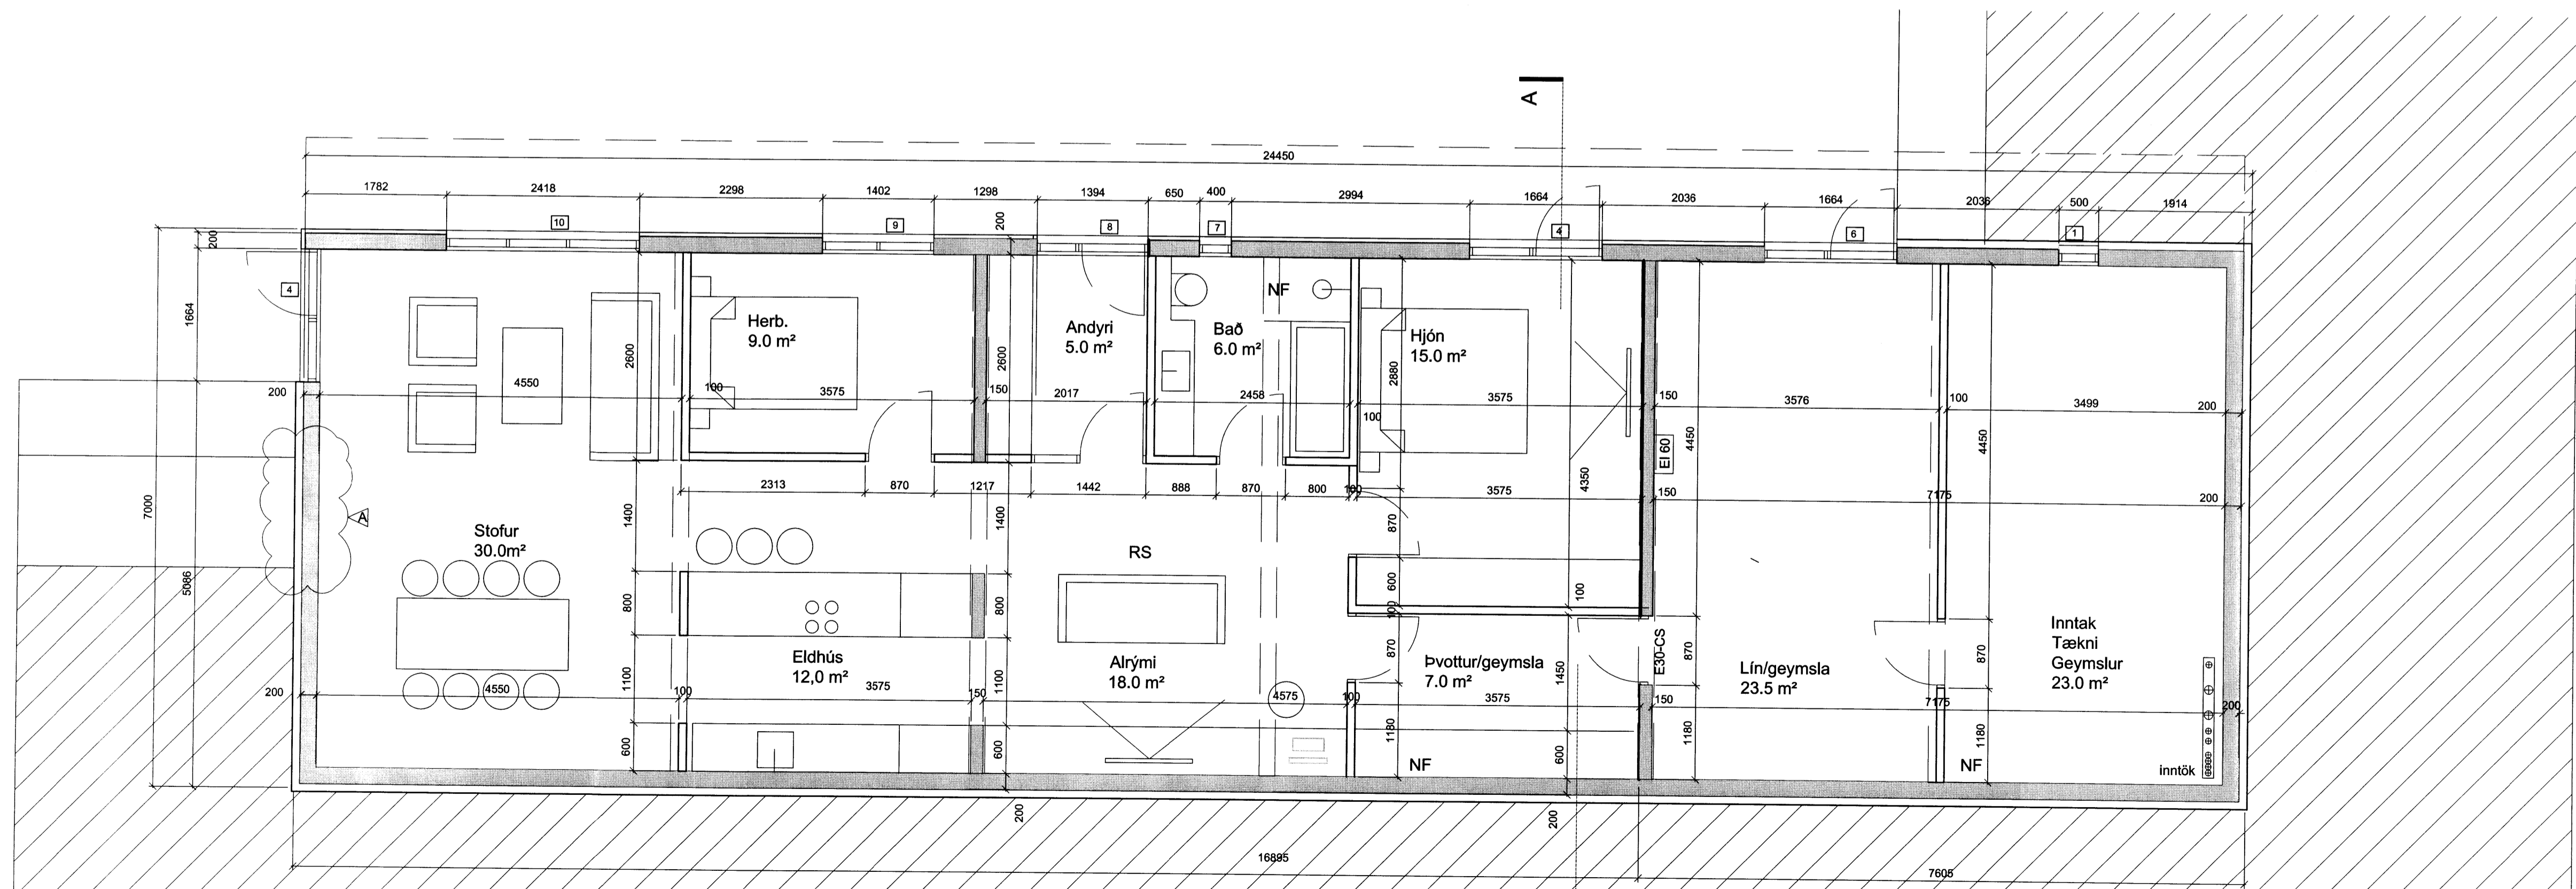 A
24450
1782 2418 2298 1402 1298 1394 650 400 2994 1664 2036 1664 2036 500 1914
10 9 8 7 4 6 1
200
200
4
1664
7000
5086
Herb.
9.0 m²
Andyri
5.0 m²
Bað
6.0 m²
NF
Hjón
15.0 m²
2600
2600
2880
4450
4450
EI 60
200 4550 100 3575 150 2017 2458 100 3575 150 3576 100 3499 200
2313 870 1217 1442 888 870 800 100 3575 150 7175 200
4350
A
Stofur
30.0m²
1400
1400
870
RS
800
800
600
100
100
Eldhús
12,0 m²
Alrými
18.0 m²
Þvottur/geymsla
7.0 m²
E30-CS
Lín/geymsla
23.5 m²
Inntak
Tækni
Geymslur
23.0 m²
1100
1100
870
1450
870
870
200 4550 100 3575 150 4575 100 3575 150 7175 200
600
600
1180
600
1180
1180
NF
NF
inntök
200
200
16895
7605